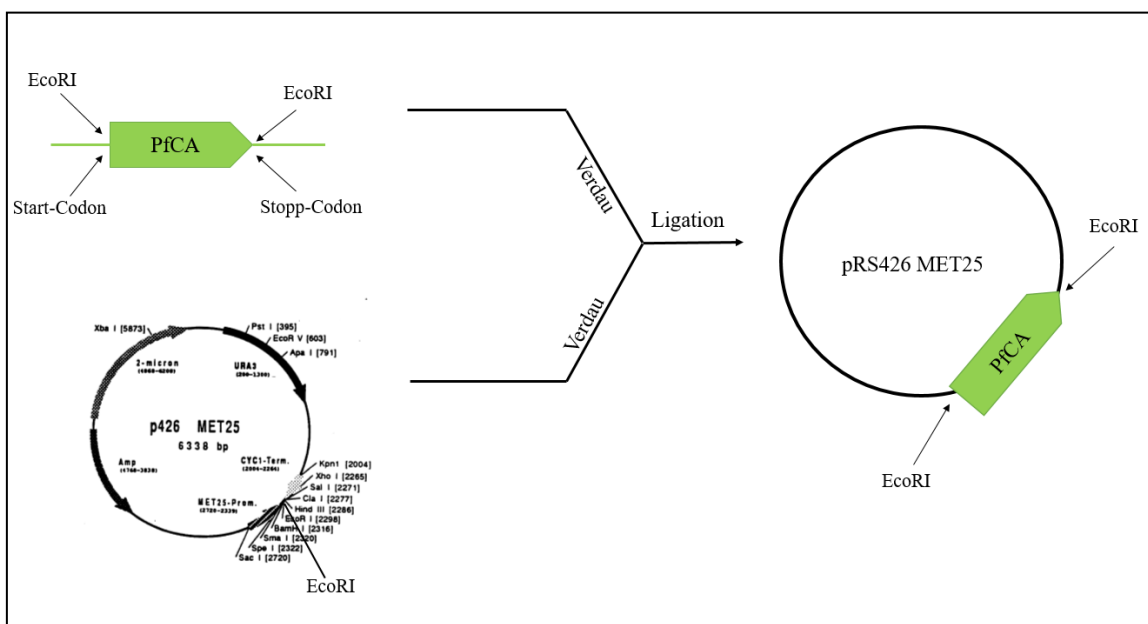 EcoRI
EcoRI
PfCA
Start-Codon
Stopp-Codon
Verdau
Verdau
Ligation
pRS426 MET25
EcoRI
PfCA
EcoRI
Xba I [5873]
Pst I [395]
EcoR V [603]
Apa I [791]
2-micron
URA3
p426 MET25
6338 bp
Amp
CYC1-Term.
MET25-Prom.
Kpn1 [2004]
Xho I [2265]
Sal I [2271]
Cla I [2277]
Hind III [2286]
EcoR I [2298]
BamH I [2316]
Sma I [2320]
Spe I [2322]
Sac I [2720]
EcoRI